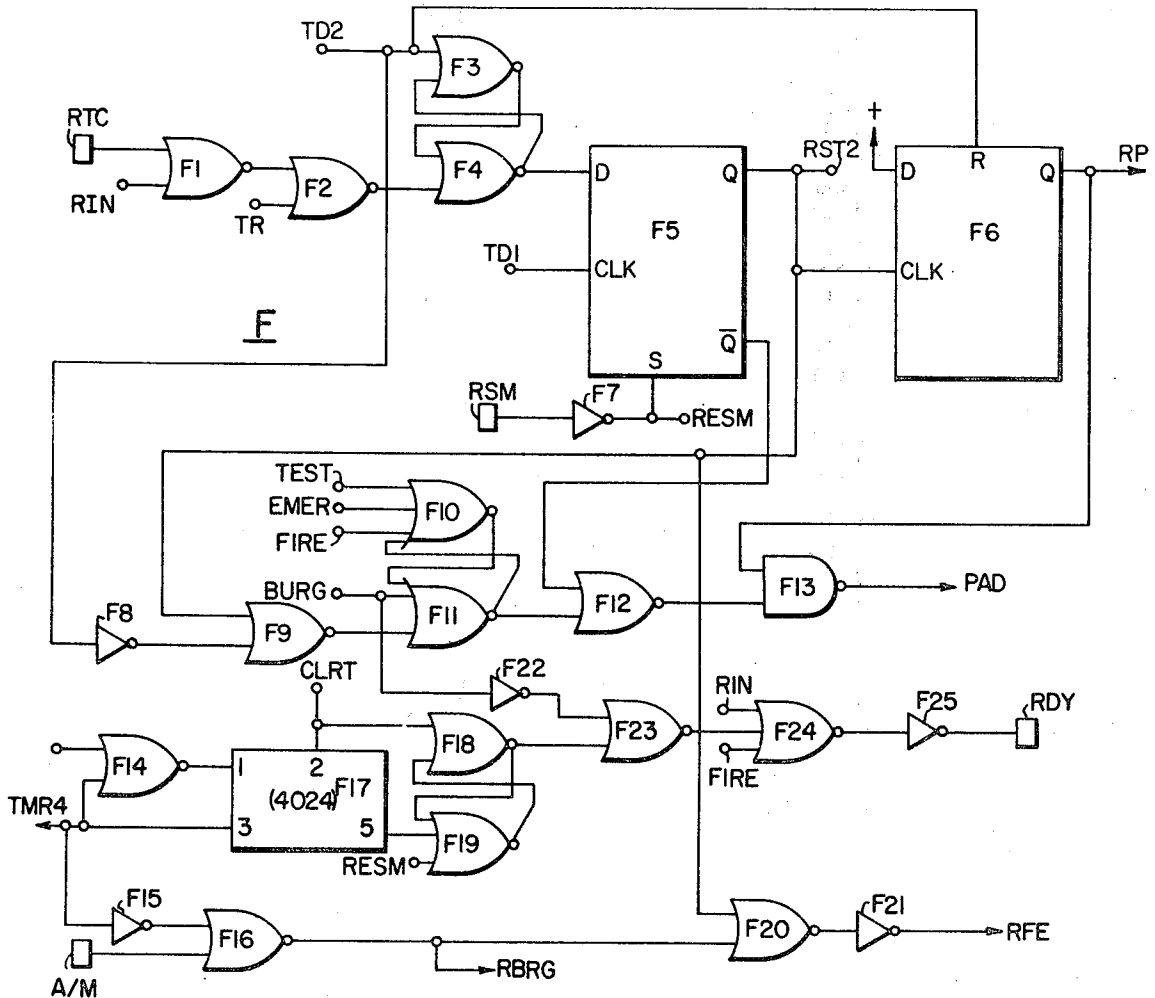 TD2
F3
RTC
F1
F2
F4
D
Q
RST2
+
D
R
Q
RP
RIN
TR
F5
F6
TD1
CLK
CLK
F
Q
S
RSM
F7
RESM
TEST
EMER
FIRE
F10
BURG
F11
F12
F13
PAD
F8
F9
CLRT
F22
RIN
F25
RDY
F18
F23
F24
FIRE
F14
1
2
F17
(4024)
TMR4
3
5
F19
RESM
F15
F16
F20
F21
RFE
A/M
RBRG